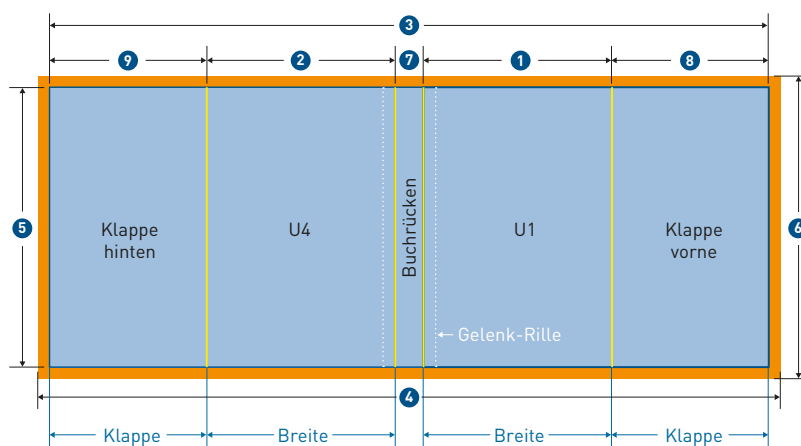 3
9
2
7
1
8
5
Klappe
hinten
U4
Buchrücken
U1
Klappe
vorne
6
Gelenk-Rille
4
Klappe
Breite
Breite
Klappe